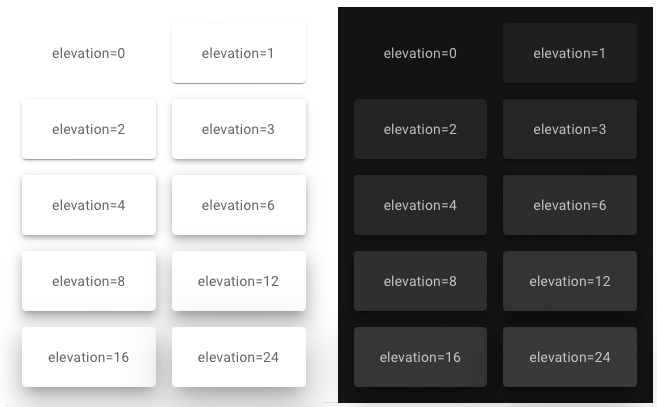 elevation=0
elevation=1
elevation=2
elevation=3
elevation=4
elevation=6
elevation=8
elevation=12
elevation=16
elevation=24
elevation=0
elevation=1
elevation=2
elevation=3
elevation=4
elevation=6
elevation=8
elevation=12
elevation=16
elevation=24